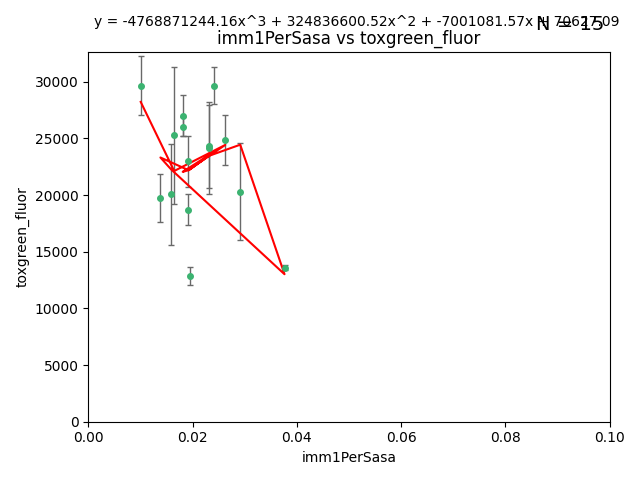 y = -4768871244.16x^3 + 324836600.52x^2 + -7001081.57x + 70627.09
N = 15
imm1PerSasa vs toxgreen_fluor
30000
25000
20000
15000
10000
5000
0
toxgreen_fluor
0.00 0.02 0.04 0.06 0.08 0.10
imm1PerSasa